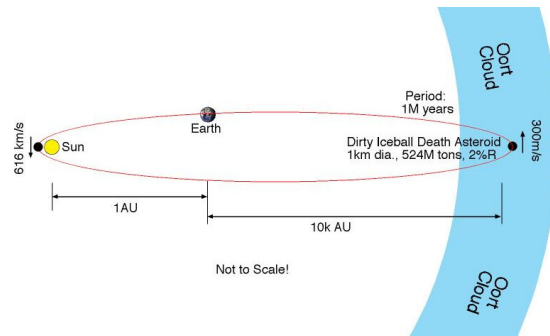 Oort
Cloud
Period:
1M years
Earth
616 km/s
Sun
Dirty Iceball Death Asteroid
1km dia., 524M tons, 2%R
300m/s
1AU
10k AU
Not to Scale!
Oort
Cloud